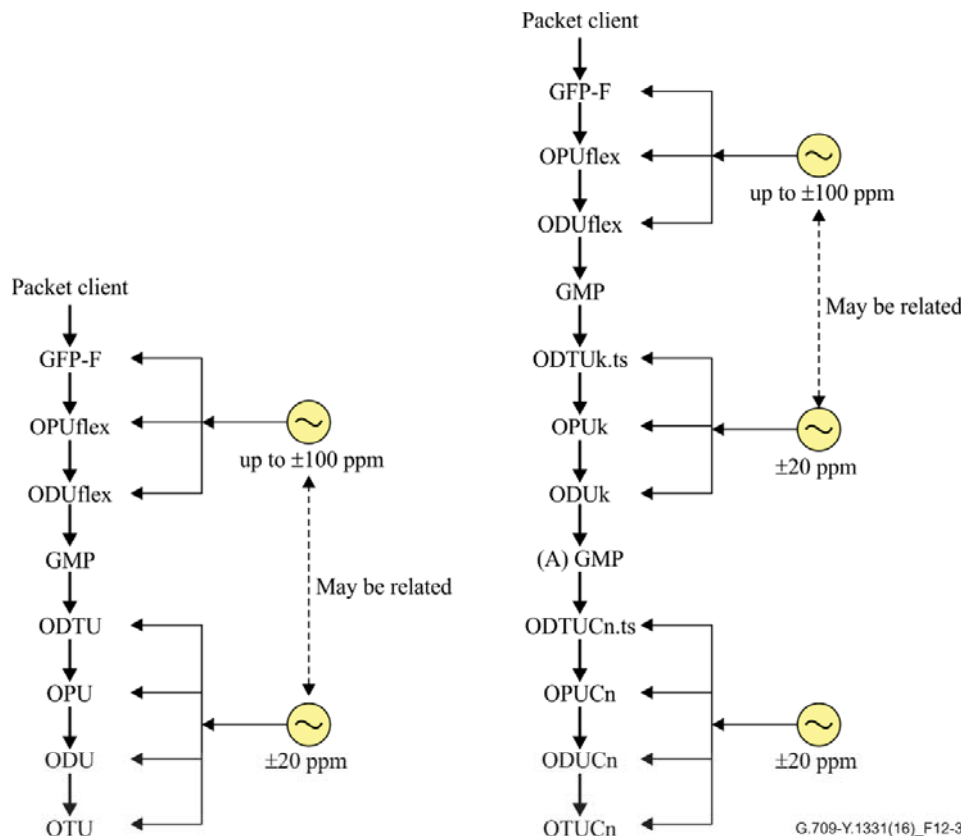 Packet client
GFP-F
OPUflex
up to ±100 ppm
ODUflex
GMP
May be related
ODTU
OPU
ODU
±20 ppm
OTU
Packet client
GFP-F
OPUflex
up to ±100 ppm
ODUflex
GMP
May be related
ODTUk.ts
OPUk
±20 ppm
ODUk
(A) GMP
ODTUCn.ts
OPUCn
ODUCn
±20 ppm
OTUCn
G.709-Y.1331(16)_F12-3